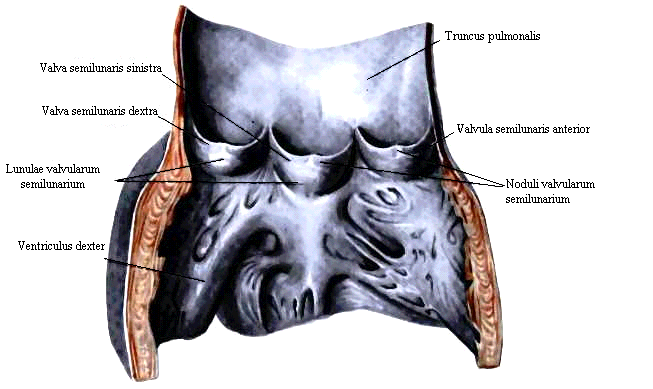 Truncus pulmonalis
Valva semilunaris sinistra
Valva semilunaris dextra
Valvula semilunaris anterior
Lunulae valvularum
semilunarium
Noduli valvularum
semilunarium
Ventriculus dexter